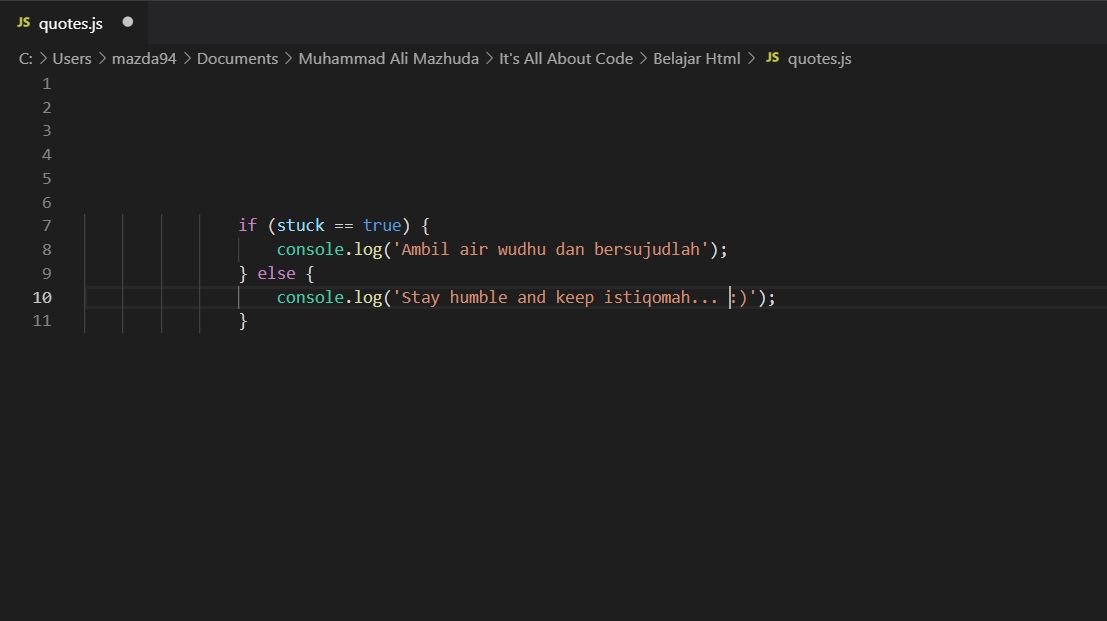 JS quotes.js
C: > Users > mazda94 > Documents > Muhammad Ali Mazhuda > It's All About Code > Belajar Html > JS quotes.js
1
2
3
4
5
6
7 if (stuck == true) {
8 console.log('Ambil air wudhu dan bersujudlah');
9 } else {
10 console.log('Stay humble and keep istiqomah... :)');
11 }